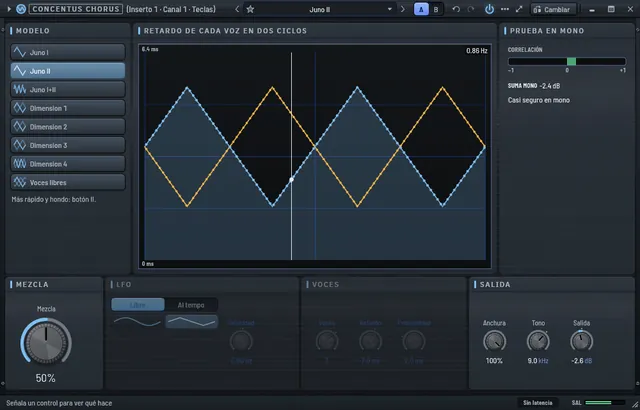 CONCENTUS CHORUS (Inserto 1 · Canal 1 · Teclas) Juno II A B Cambiar
MODELO
Juno I
Juno II
Juno I+II
Dimension 1
Dimension 2
Dimension 3
Dimension 4
Voces libres
Más rápido y hondo: botón II.
RETARDO DE CADA VOZ EN DOS CICLOS
6.4 ms
0.86 Hz
0 ms
PRUEBA EN MONO
CORRELACIÓN
-1 0 +1
SUMA MONO -2.4 dB
Casi seguro en mono
MEZCLA
Mezcla
50%
LFO
Libre Al tempo
VOCES
SALIDA
Anchura Tono Salida
100% 9.0 kHz -2.6 dB
Señala un control para ver qué hace
Sin latencia SAL